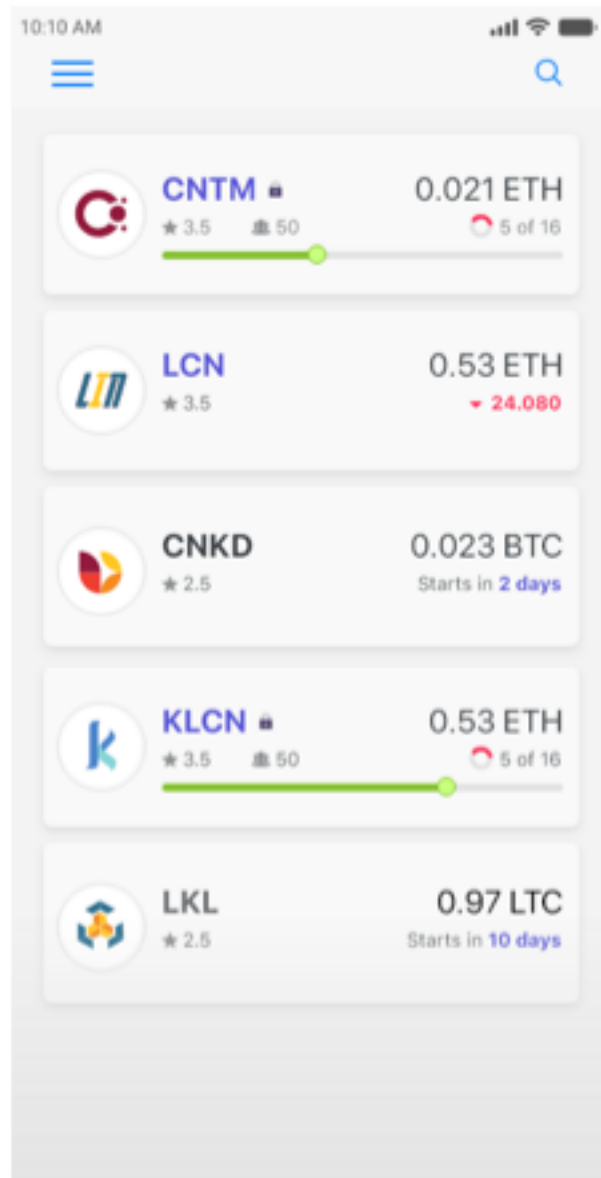 10:10 AM
CNTM 0.021 ETH
3.5 50 5 of 16
LIN
LCN 0.53 ETH
3.5 24.080
CNKD 0.023 BTC
2.5 Starts in 2 days
k
KLCN 0.53 ETH
3.5 50 5 of 16
LKL 0.97 LTC
2.5 Starts in 10 days